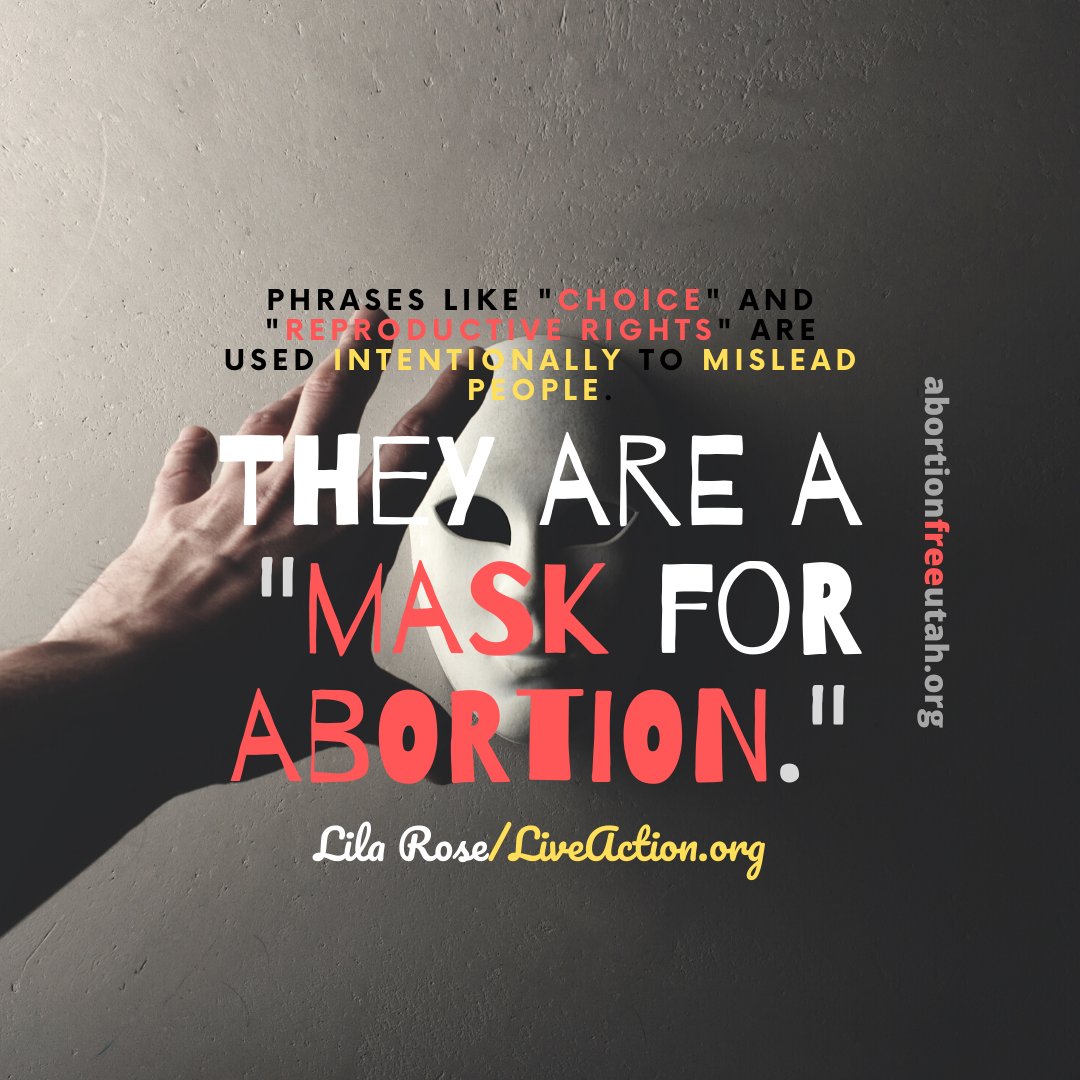 PHRASES LIKE "CHOICE" AND
"REPRODUCTIVE RIGHTS" ARE
USED INTENTIONALLY TO MISLEAD
PEOPLE.
THEY ARE A
"MASK FOR
ABORTION."
Lila Rose/LiveAction.org
abortionfreeutah.org